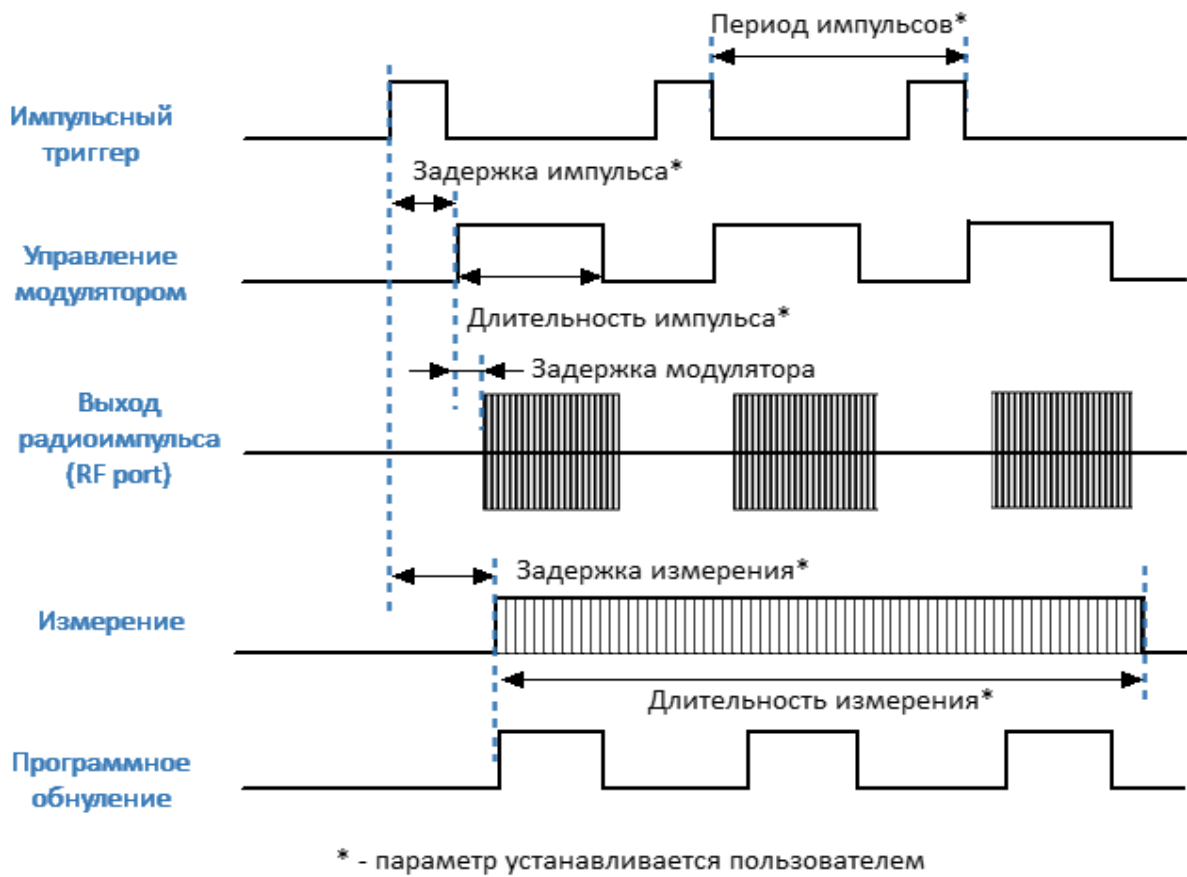 Период импульсов*
Импульсный
триггер
Задержка импульса*
Управление
модулятором
Длительность импульса*
Задержка модулятора
Выход
радиоимпульса
(RF port)
Задержка измерения*
Измерение
Длительность измерения*
Программное
обнуление
* - параметр устанавливается пользователем